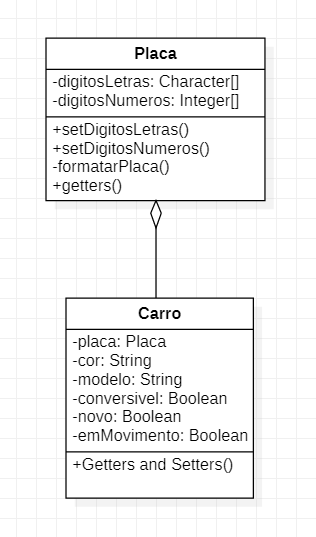 Placa
-digitosLetras: Character[]
-digitosNumeros: Integer[]
+setDigitosLetras()
+setDigitosNumeros()
-formatarPlaca()
+getters()
Carro
-placa: Placa
-cor: String
-modelo: String
-conversivel: Boolean
-novo: Boolean
-emMovimento: Boolean
+Getters and Setters()